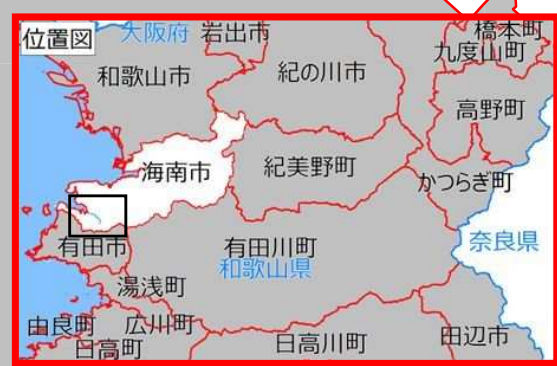 位置図
大阪府
岩出市
橋本町
九度山町
和歌山市
紀の川市
高野町
海南市
紀美野町
かつらぎ町
有田市
有田川町
奈良県
和歌山県
湯浅町
由良町
広川町
日高町
日高川町
田辺市